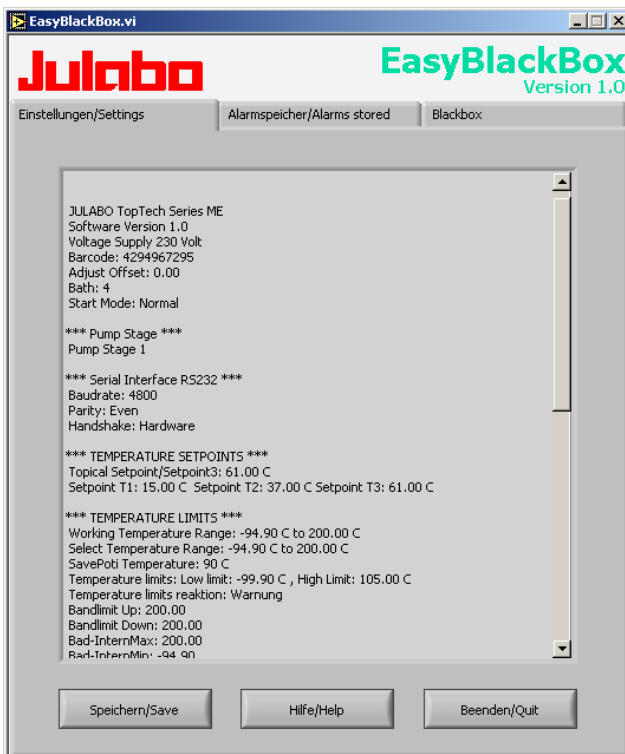 EasyBlackBox.vi
Julabo
EasyBlackBox
Version 1.0
Einstellungen/Settings
Alarmspeicher/Alarms stored
Blackbox
JULABO TopTech Series ME
Software Version 1.0
Voltage Supply 230 Volt
Barcode: 4294967295
Adjust Offset: 0.00
Bath: 4
Start Mode: Normal
*** Pump Stage ***
Pump Stage 1
*** Serial Interface RS232 ***
Baudrate: 4800
Parity: Even
Handshake: Hardware
*** TEMPERATURE SETPOINTS ***
Topical Setpoint/Setpoint3: 61.00 C
Setpoint T1: 15.00 C  Setpoint T2: 37.00 C Setpoint T3: 61.00 C
*** TEMPERATURE LIMITS ***
Working Temperature Range: -94.90 C to 200.00 C
Select Temperature Range: -94.90 C to 200.00 C
SavePoti Temperature: 90 C
Temperature limits: Low limit: -99.90 C , High Limit: 105.00 C
Temperature limits reaktion: Warnung
Bandlimit Up: 200.00
Bandlimit Down: 200.00
Bad-InternMax: 200.00
Bad-InternMin: -94.90
Speichern/Save
Hilfe/Help
Beenden/Quit